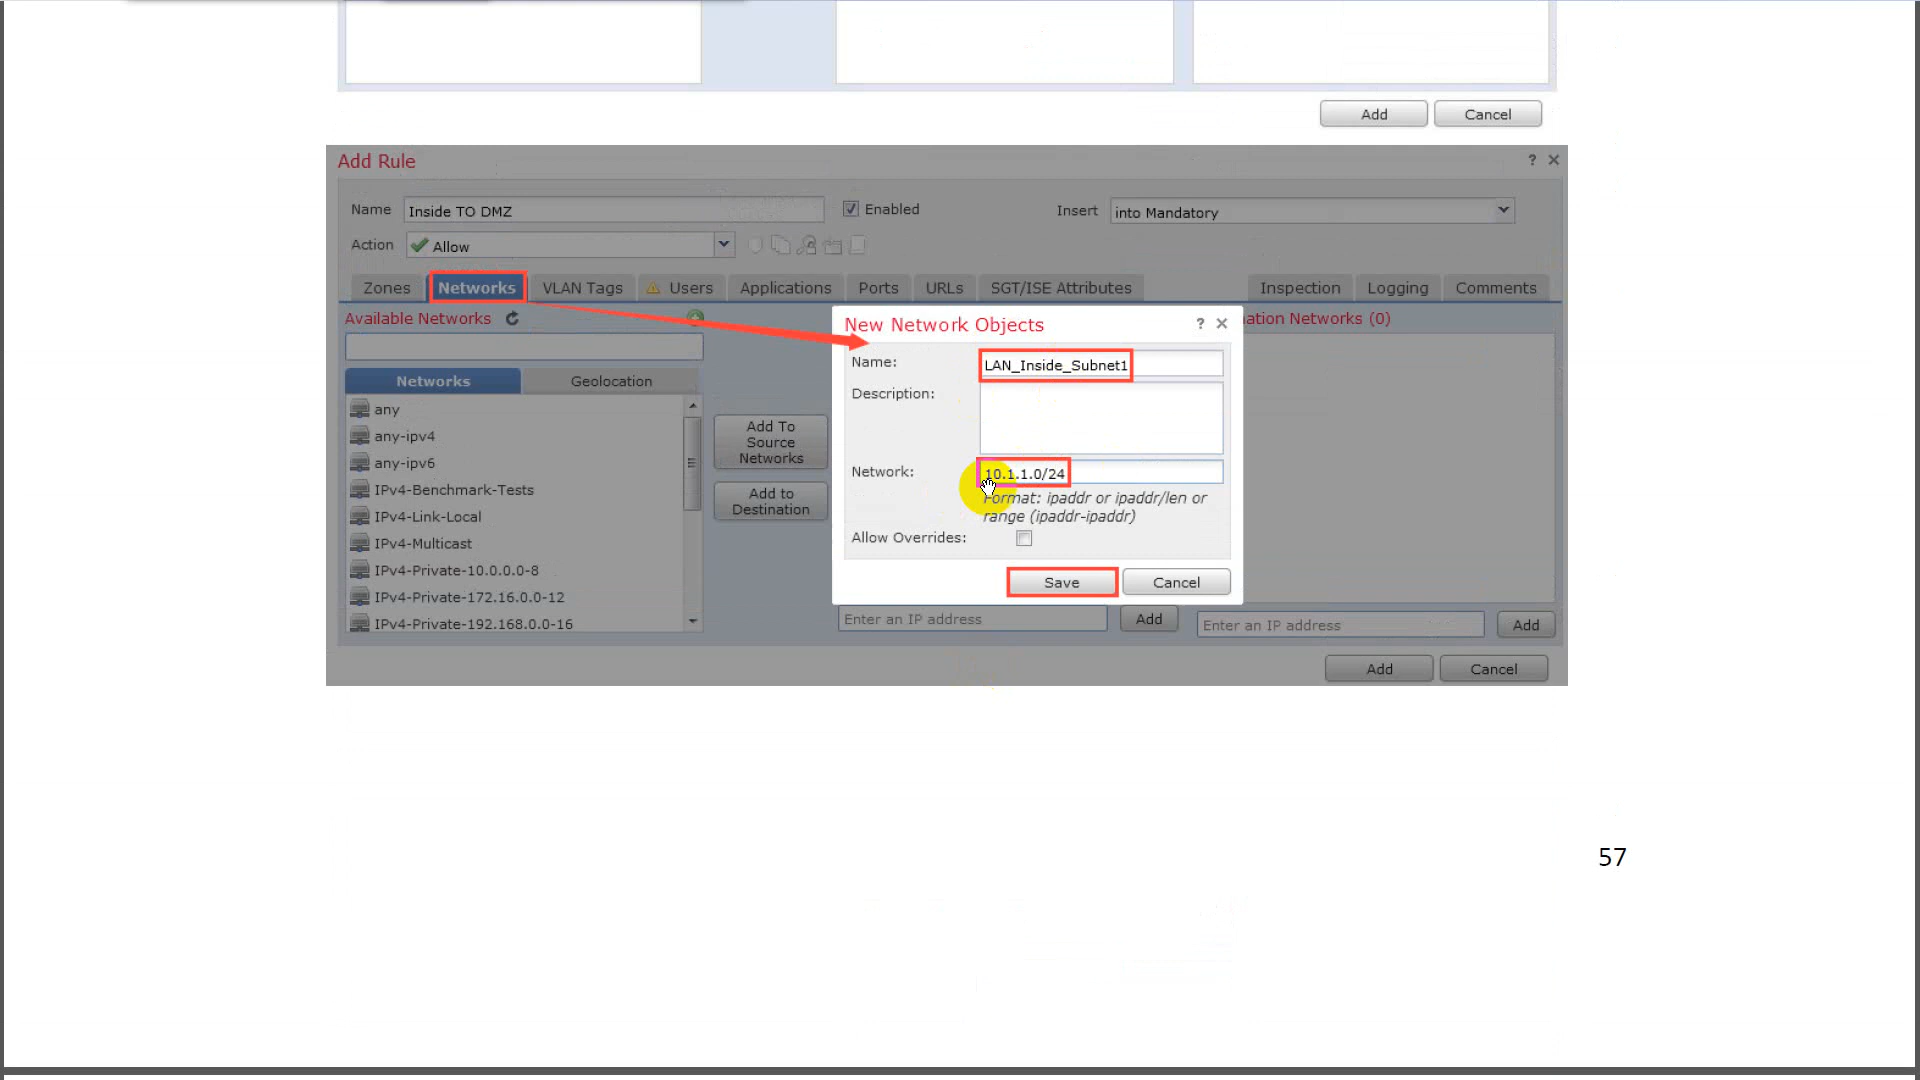 Add Cancel
Add Rule ? ✕
Name Inside TO DMZ Enabled Insert into Mandatory
Action Allow
Zones Networks VLAN Tags Users Applications Ports URLs SGT/ISE Attributes Inspection Logging Comments
Available Networks ation Networks (0)
Networks Geolocation
any
any-ipv4
any-ipv6
IPv4-Benchmark-Tests
IPv4-Link-Local
IPv4-Multicast
IPv4-Private-10.0.0.0-8
IPv4-Private-172.16.0.0-12
IPv4-Private-192.168.0.0-16
Add To
Source
Networks
Add to
Destination
New Network Objects ? ✕
Name: LAN_Inside_Subnet1
Description:
Network: 10.1.1.0/24
Format: ipaddr or ipaddr/len or
range (ipaddr-ipaddr)
Allow Overrides:
Save Cancel
Enter an IP address Add
Enter an IP address Add
Add Cancel
57